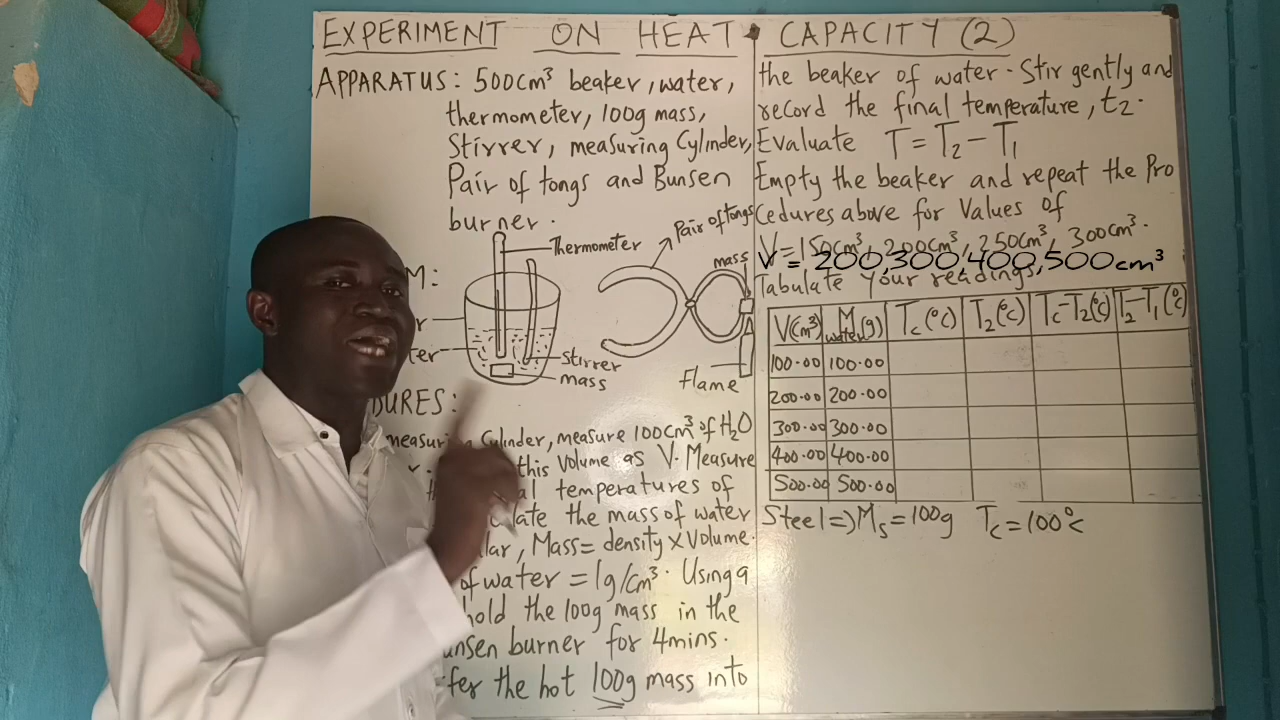 EXPERIMENT ON HEAT CAPACITY (2)
APPARATUS: 500cm³ beaker, water,
thermometer, 100g mass,
Stirrer, measuring Cylinder,
Pair of tongs and Bunsen
burner.
Thermometer
Pair of tongs
mass
M:
Stirrer
mass
Flame
DURES:
measuring Cylinder, measure 100cm³ of H₂O
this Volume as V. Measure
temperatures of
the mass of water
Mass = density x Volume.
of water = 1g/cm³. Using a
hold the 100g mass in the
burner for 4mins.
the hot 100g mass into
the beaker of water. Stir gently and
record the final temperature, t₂.
Evaluate T = T₂ - T₁
Empty the beaker and repeat the Pro
cedures above for Values of
V = 150cm³, 200cm³, 250cm³, 300cm³.
V = 200,300,400,500cm³
Tabulate your readings.
V(cm³) M water(g) Tc(°C) T₂(°C) Tc-T₂(°C) T₂-T₁(°C)
100.00 100.00
200.00 200.00
300.00 300.00
400.00 400.00
500.00 500.00
Steel => Ms = 100g Tc = 100°c